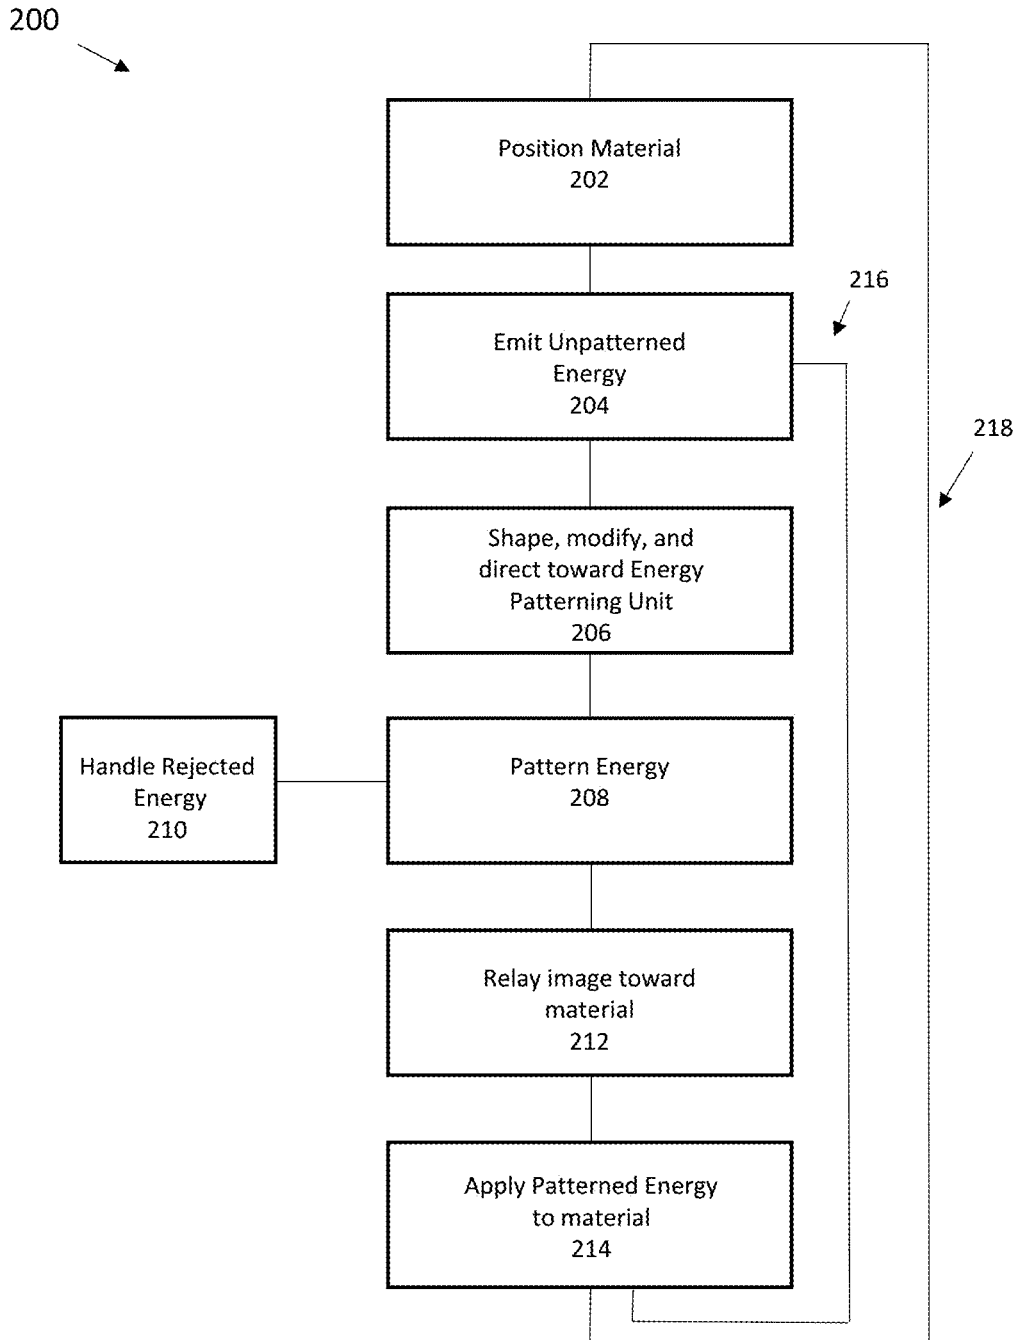 200
Position Material
202
216
Emit Unpatterned
Energy
204
218
Shape, modify, and
direct toward Energy
Patterning Unit
206
Handle Rejected
Energy
210
Pattern Energy
208
Relay image toward
material
212
Apply Patterned Energy
to material
214